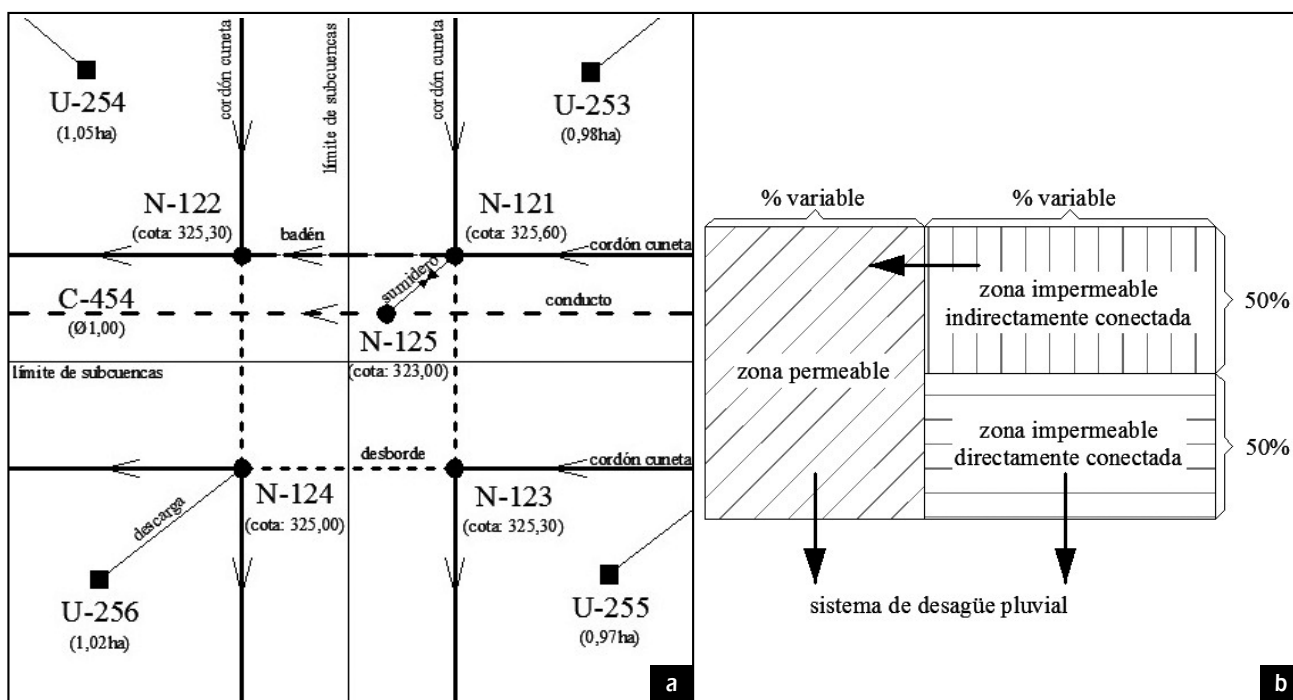 cordón cuneta
límite de subcuencas
cordón cuneta
U-254
(1,05ha)
U-253
(0,98ha)
N-122
(cota: 325,30)
N-121
(cota: 325,60)
badén
cordón cuneta
sumidero
C-454
(Ø1,00)
conducto
N-125
(cota: 323,00)
límite de subcuencas
desborde
cordón cuneta
N-124
(cota: 325,00)
N-123
(cota: 325,30)
descarga
U-256
(1,02ha)
U-255
(0,97ha)
a
% variable
% variable
zona impermeable
indirectamente conectada
50%
zona permeable
zona impermeable
directamente conectada
50%
sistema de desagüe pluvial
b